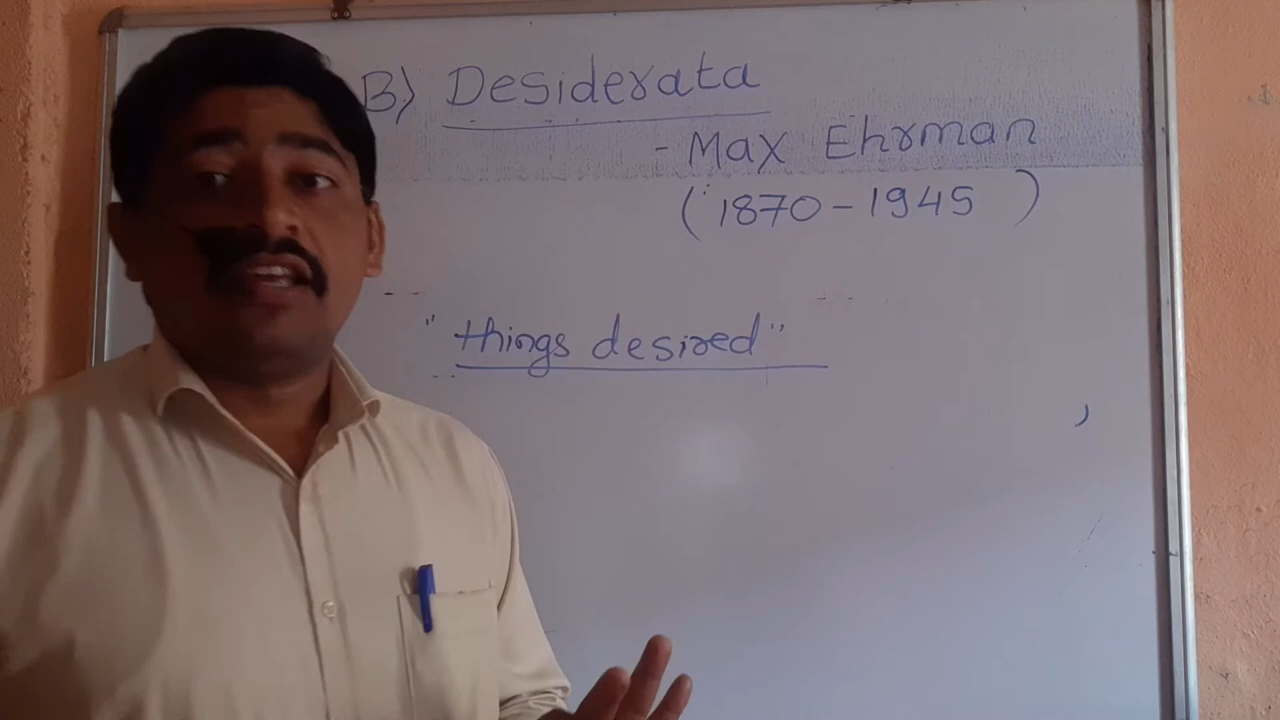 B) Desiderata
- Max Ehrman
(1870-1945)
"things desired"